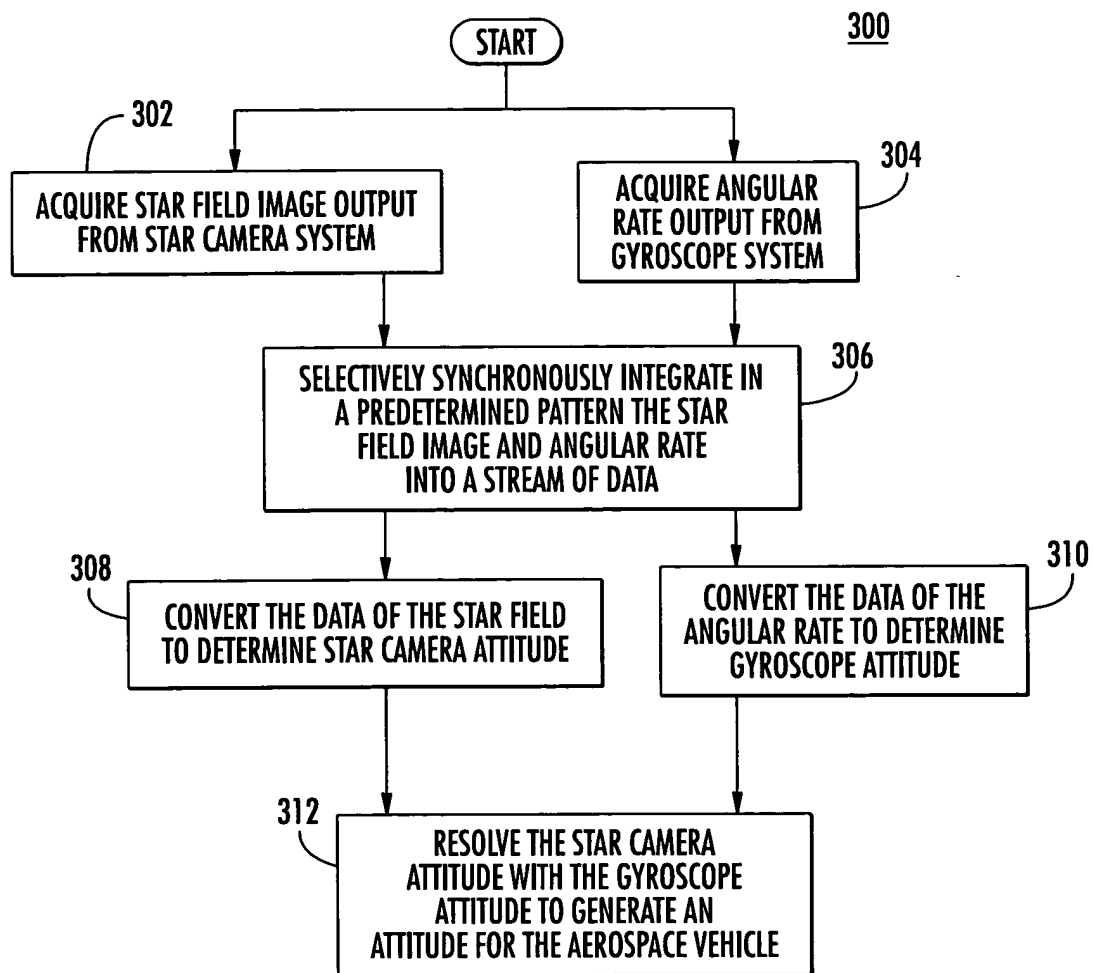 300
START
302
ACQUIRE STAR FIELD IMAGE OUTPUT
FROM STAR CAMERA SYSTEM
304
ACQUIRE ANGULAR
RATE OUTPUT FROM
GYROSCOPE SYSTEM
306
SELECTIVELY SYNCHRONOUSLY INTEGRATE IN
A PREDETERMINED PATTERN THE STAR
FIELD IMAGE AND ANGULAR RATE
INTO A STREAM OF DATA
308
CONVERT THE DATA OF THE STAR FIELD
TO DETERMINE STAR CAMERA ATTITUDE
310
CONVERT THE DATA OF THE
ANGULAR RATE TO DETERMINE
GYROSCOPE ATTITUDE
312
RESOLVE THE STAR CAMERA
ATTITUDE WITH THE GYROSCOPE
ATTITUDE TO GENERATE AN
ATTITUDE FOR THE AEROSPACE VEHICLE